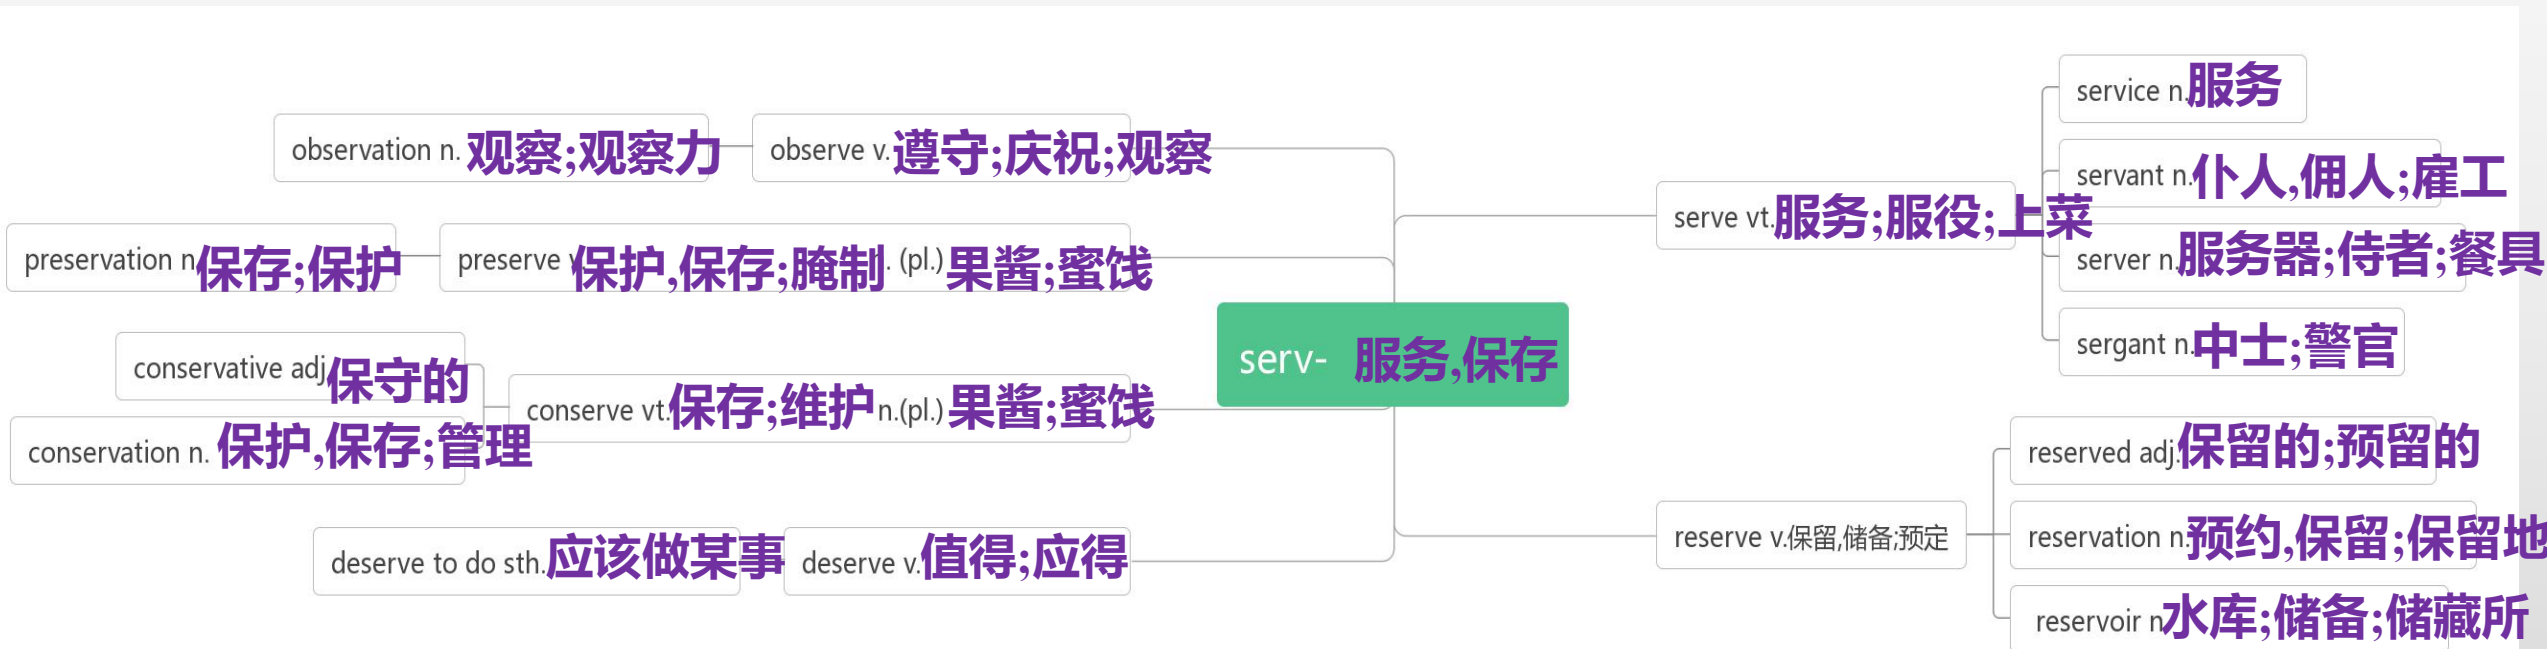 observation n. 观察;观察力
observe v.遵守;庆祝;观察
preservation n.保存;保护
preserve v.保护,保存;腌制 n. (pl.) 果酱;蜜饯
conservative adj.保守的
conservation n. 保护,保存;管理
conserve vt.保存;维护 n.(pl.) 果酱;蜜饯
deserve to do sth.应该做某事
deserve v.值得;应得
serv- 服务,保存
serve vt.服务;服役;上菜
service n.服务
servant n.仆人,佣人;雇工
server n.服务器;侍者;餐具
sergant n.中士;警官
reserve v.保留,储备;预定
reserved adj.保留的;预留的
reservation n.预约,保留;保留地
reservoir n.水库;储备;储藏所